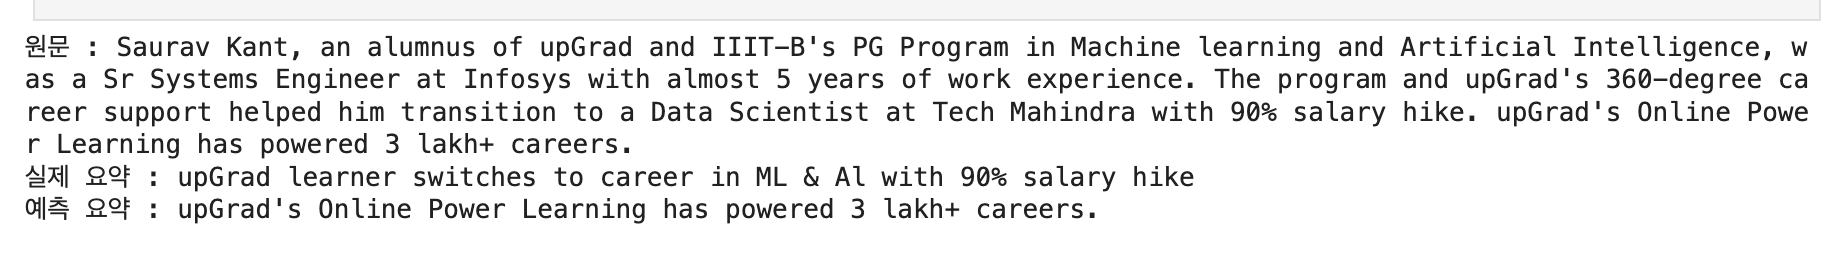 원문 : Saurav Kant, an alumnus of upGrad and IIIT-B's PG Program in Machine learning and Artificial Intelligence, w
as a Sr Systems Engineer at Infosys with almost 5 years of work experience. The program and upGrad's 360-degree ca
reer support helped him transition to a Data Scientist at Tech Mahindra with 90% salary hike. upGrad's Online Powe
r Learning has powered 3 lakh+ careers.
실제 요약 : upGrad learner switches to career in ML & Al with 90% salary hike
예측 요약 : upGrad's Online Power Learning has powered 3 lakh+ careers.